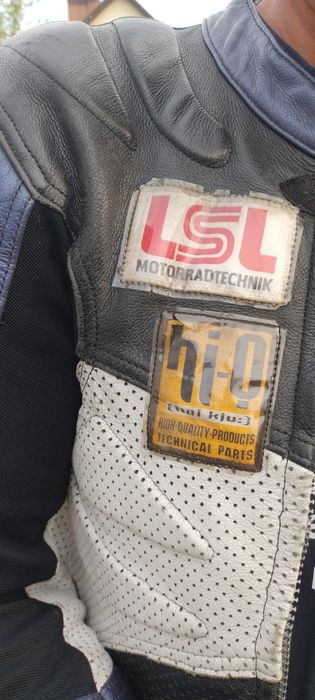 LSL
MOTORRADTECHNIK
hi-Q
[hai kju:]
HIGH-QUALITY-PRODUCTS
TECHNICAL PARTS